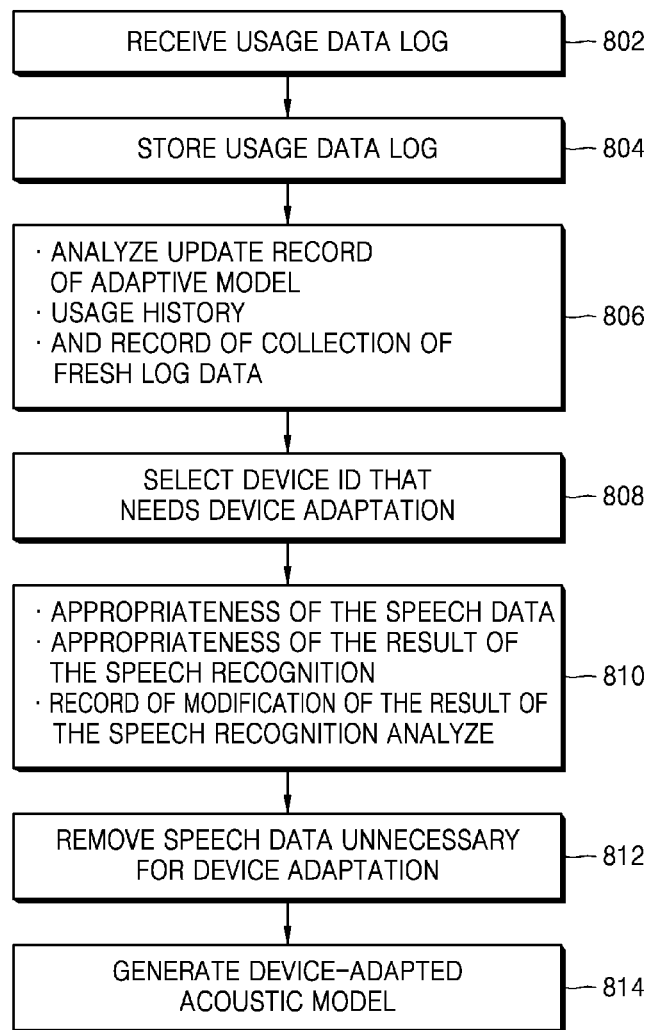 RECEIVE USAGE DATA LOG
802
STORE USAGE DATA LOG
804
· ANALYZE UPDATE RECORD
OF ADAPTIVE MODEL
· USAGE HISTORY
· AND RECORD OF COLLECTION OF
FRESH LOG DATA
806
SELECT DEVICE ID THAT
NEEDS DEVICE ADAPTATION
808
· APPROPRIATENESS OF THE SPEECH DATA
· APPROPRIATENESS OF THE RESULT OF
THE SPEECH RECOGNITION
· RECORD OF MODIFICATION OF THE RESULT OF
THE SPEECH RECOGNITION ANALYZE
810
REMOVE SPEECH DATA UNNECESSARY
FOR DEVICE ADAPTATION
812
GENERATE DEVICE-ADAPTED
ACOUSTIC MODEL
814